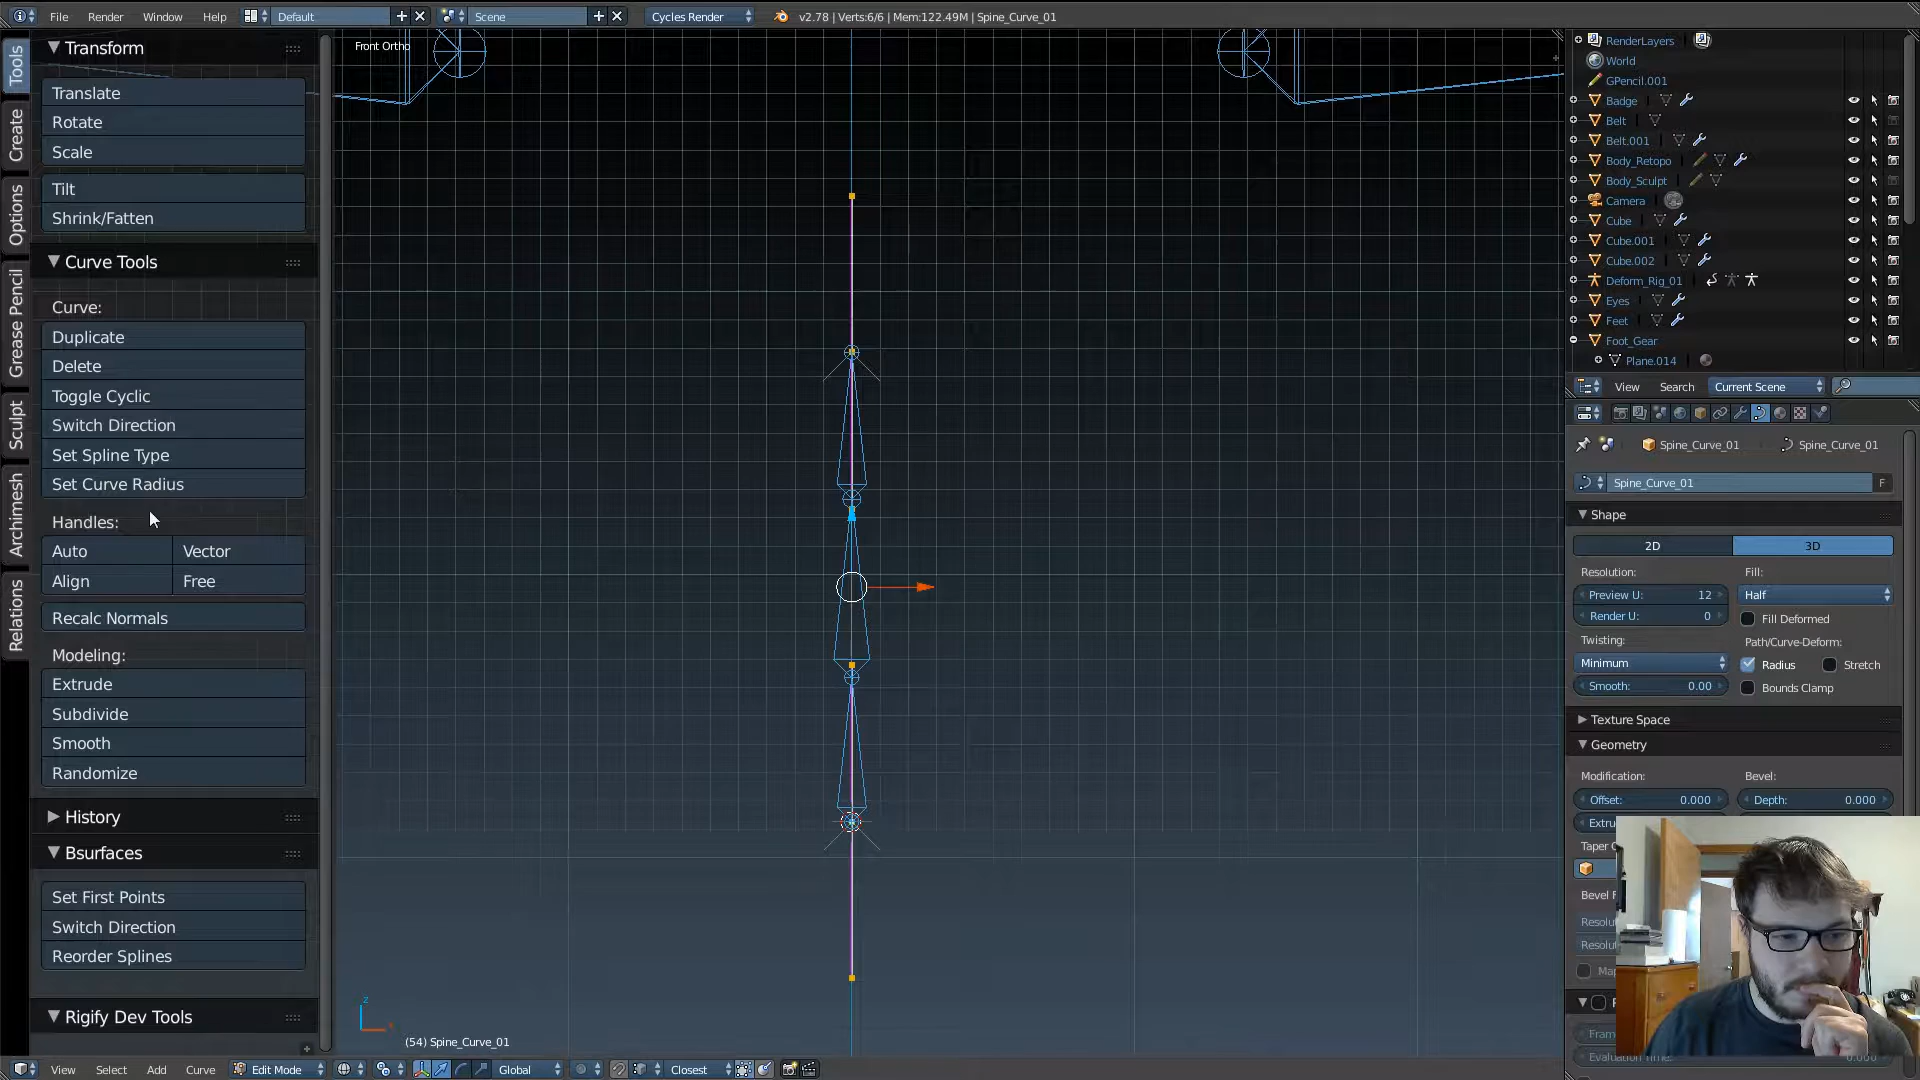 File Render Window Help Default Scene Cycles Render v2.78 | Verts:6/6 | Mem:122.49M | Spine_Curve_01
Tools
Create
Options
Grease Pencil
Sculpt
Archimesh
Relations
Transform
Translate
Rotate
Scale
Tilt
Shrink/Fatten
Curve Tools
Curve:
Duplicate
Delete
Toggle Cyclic
Switch Direction
Set Spline Type
Set Curve Radius
Handles:
Auto Vector
Align Free
Recalc Normals
Modeling:
Extrude
Subdivide
Smooth
Randomize
History
Bsurfaces
Set First Points
Switch Direction
Reorder Splines
Rigify Dev Tools
Front Ortho
z
(54) Spine_Curve_01
View Select Add Curve Edit Mode Global Closest
RenderLayers
World
GPencil.001
Badge
Belt
Belt.001
Body_Retopo
Body_Sculpt
Camera
Cube
Cube.001
Cube.002
Deform_Rig_01
Eyes
Feet
Foot_Gear
Plane.014
View Search Current Scene
Spine_Curve_01 Spine_Curve_01
Spine_Curve_01 F
Shape
2D 3D
Resolution: Fill:
Preview U: 12 Half
Render U: 0 Fill Deformed
Twisting: Path/Curve-Deform:
Minimum Radius Stretch
Smooth: 0.00 Bounds Clamp
Texture Space
Geometry
Modification: Bevel:
Offset: 0.000 Depth: 0.000